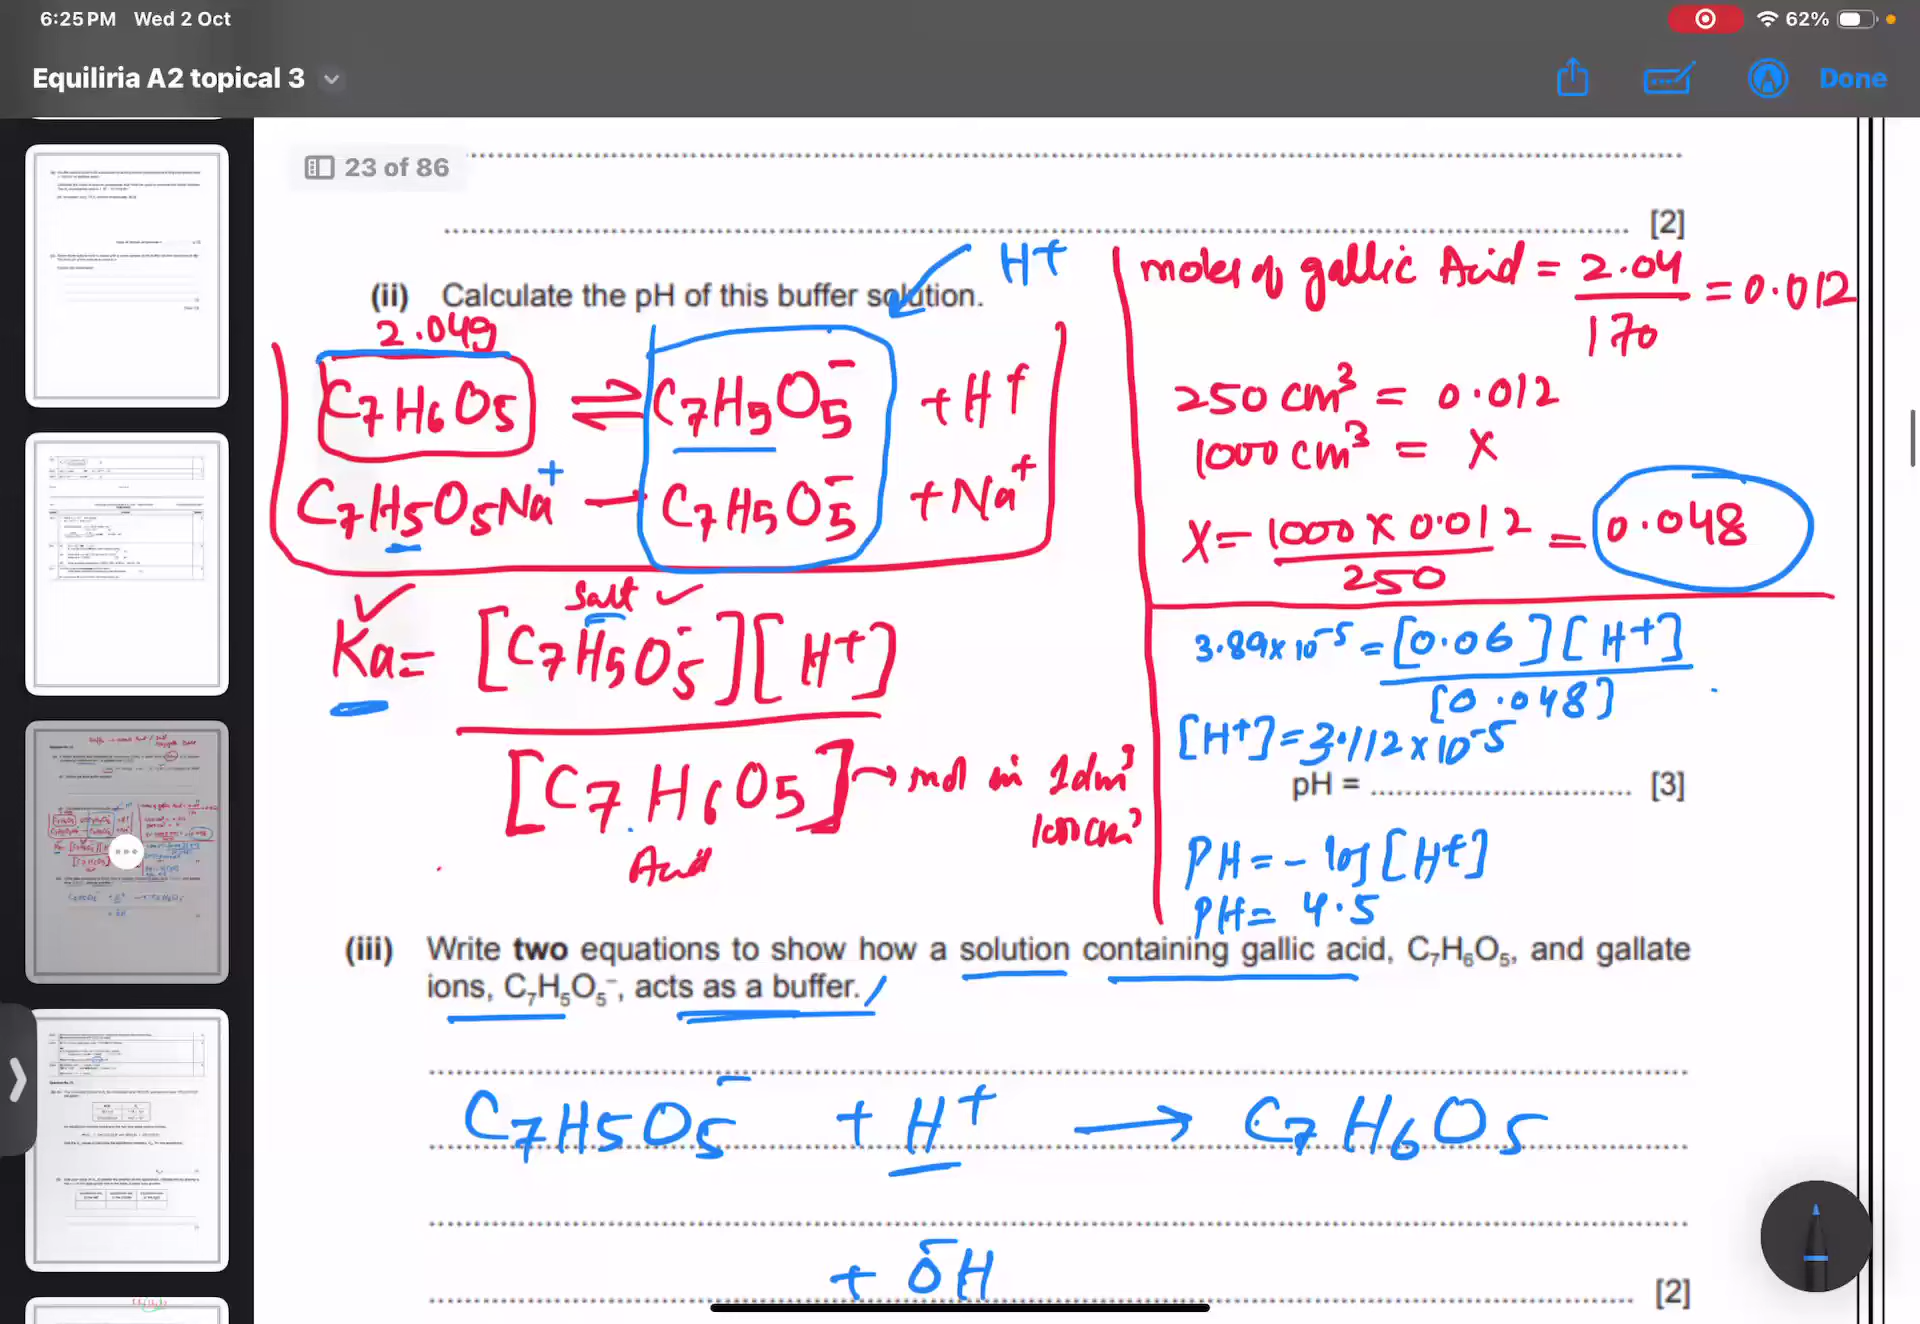 6:25 PM Wed 2 Oct
62%
Equiliria A2 topical 3
Done
23 of 86
[2]
(ii) Calculate the pH of this buffer solution.
H+
2.04g
C7H6O5 ⇌ C7H5O5- + H+
C7H5O5Na+ – C7H5O5- + Na+
moles of gallic Acid = 2.04/170 = 0.012
250 cm3 = 0.012
1000 cm3 = X
X = 1000 X 0.012/250 = 0.048
Salt
Ka = [C7H5O5-][H+]
[C7H6O5] → mol in 1dm3
1000 cm3
Acid
3.89 x 10-5 = [0.06][H+]
[0.048]
[H+] = 3.112 x 10-5
pH = .............................. [3]
PH = - log [H+]
PH = 4.5
(iii) Write two equations to show how a solution containing gallic acid, C7H6O5, and gallate
ions, C7H5O5-, acts as a buffer.
C7H5O5- + H+ → C7H6O5
+ ōH
[2]